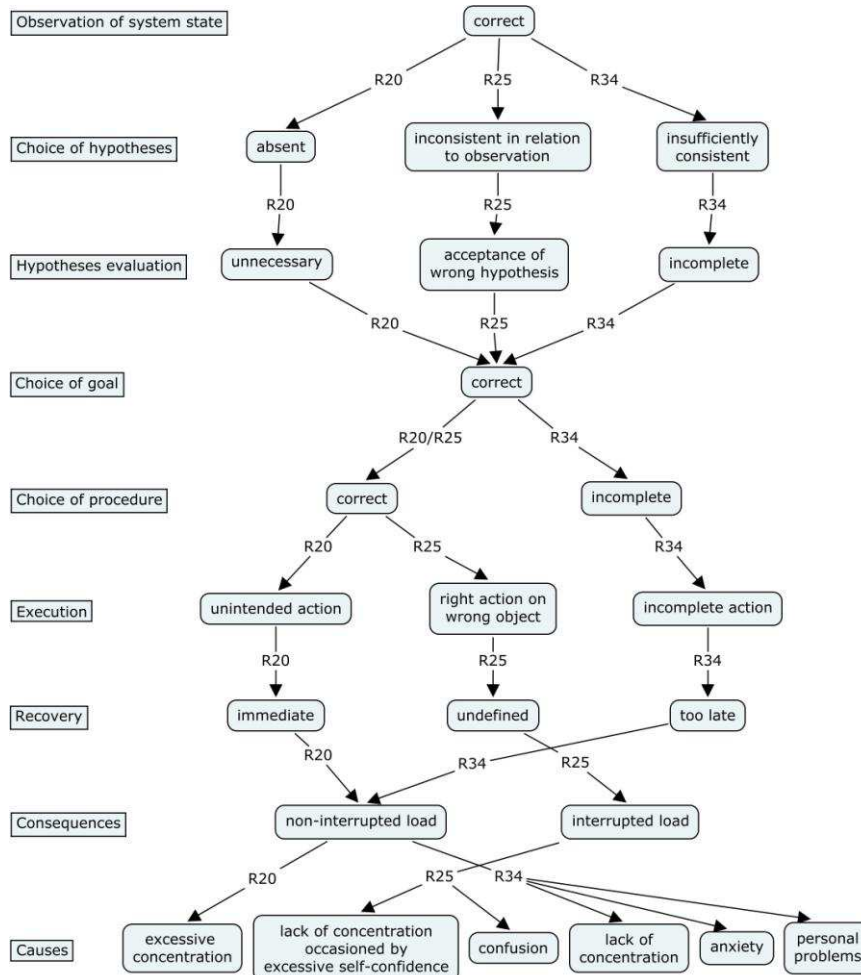 Observation of system state
correct
R20
R25
R34
Choice of hypotheses
absent
inconsistent in relation
to observation
insufficiently
consistent
R20
R25
R34
Hypotheses evaluation
unnecessary
acceptance of
wrong hypothesis
incomplete
R20
R25
R34
Choice of goal
correct
R20/R25
R34
Choice of procedure
correct
incomplete
R20
R25
R34
Execution
unintended action
right action on
wrong object
incomplete action
R20
R25
R34
Recovery
immediate
undefined
too late
R20
R34
R25
Consequences
non-interrupted load
interrupted load
R20
R25
R34
Causes
excessive
concentration
lack of concentration
occasioned by
excessive self-confidence
confusion
lack of
concentration
anxiety
personal
problems